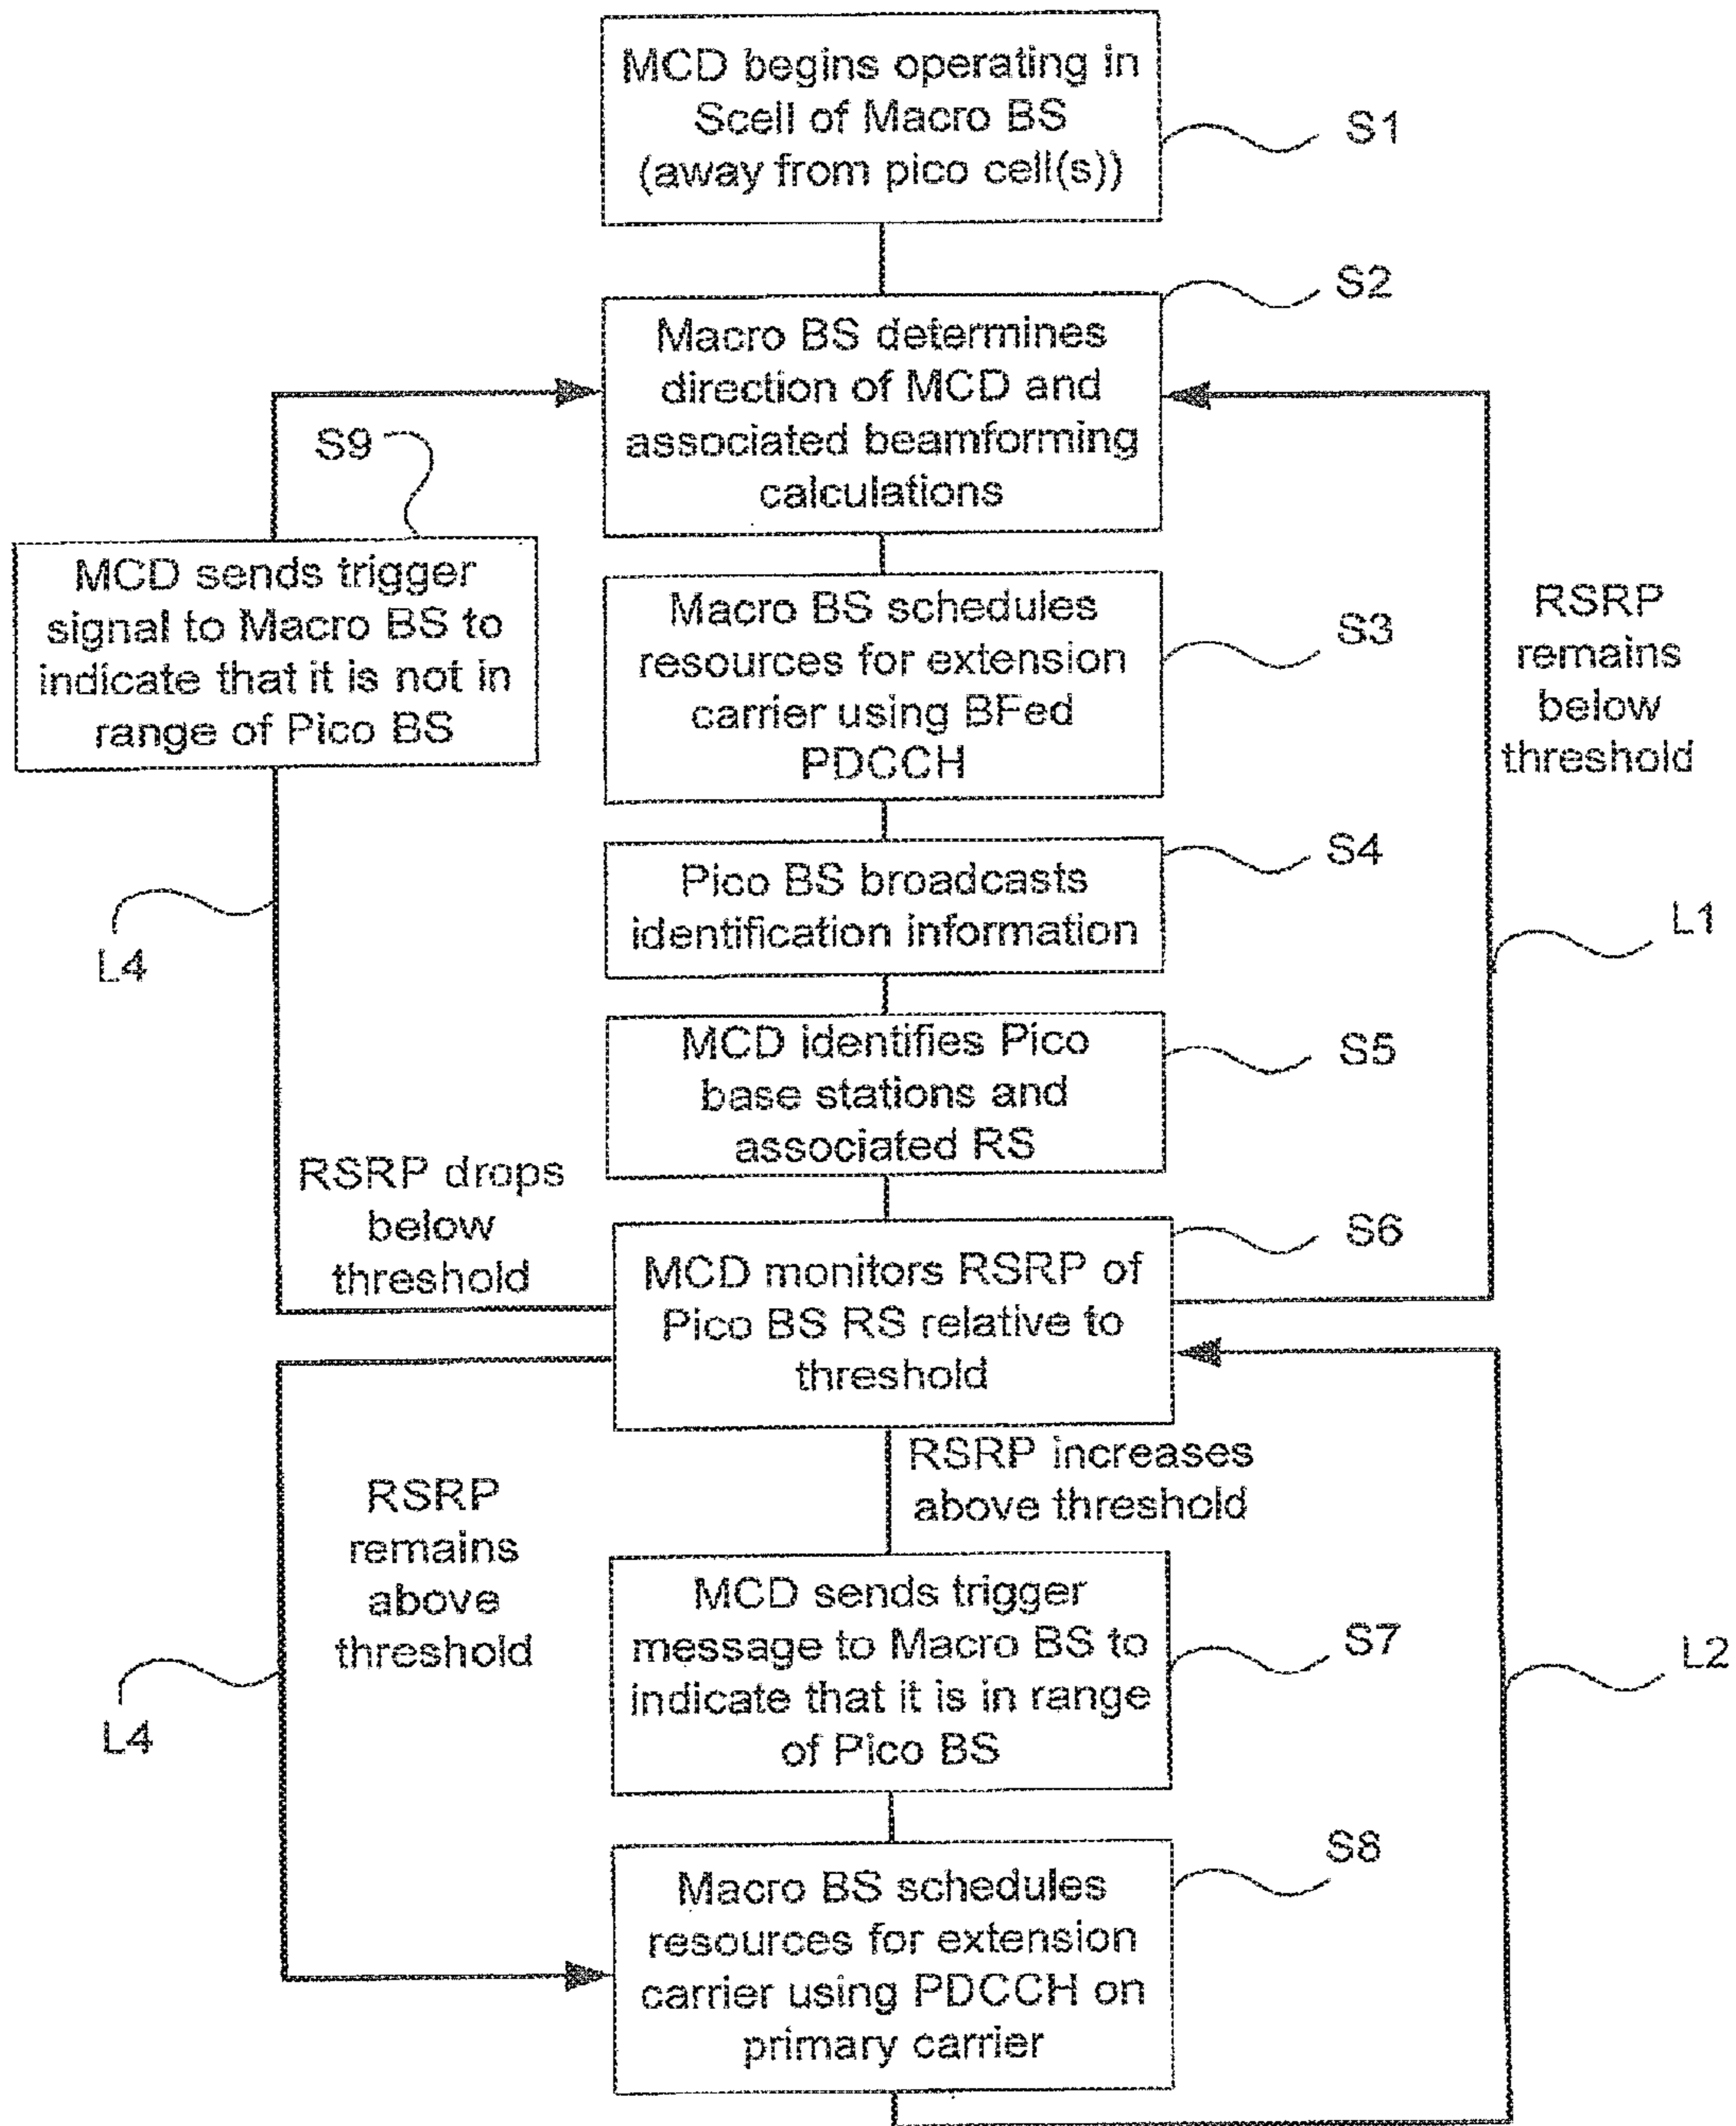 MCD begins operating in
Scell of Macro BS
(away from pico cell(s))
S1
S2
Macro BS determines
direction of MCD and
associated beamforming
calculations
S9
MCD sends trigger
signal to Macro BS to
indicate that it is not in
range of Pico BS
Macro BS schedules
resources for extension
carrier using BFed
PDCCH
S3
RSRP
remains
below
threshold
Pico BS broadcasts
identification information
S4
L4
L1
MCD identifies Pico
base stations and
associated RS
S5
RSRP drops
below
threshold
MCD monitors RSRP of
Pico BS RS relative to
threshold
S6
RSRP increases
above threshold
RSRP
remains
above
threshold
L4
MCD sends trigger
message to Macro BS to
indicate that it is in range
of Pico BS
S7
L2
Macro BS schedules
resources for extension
carrier using PDCCH on
primary carrier
S8